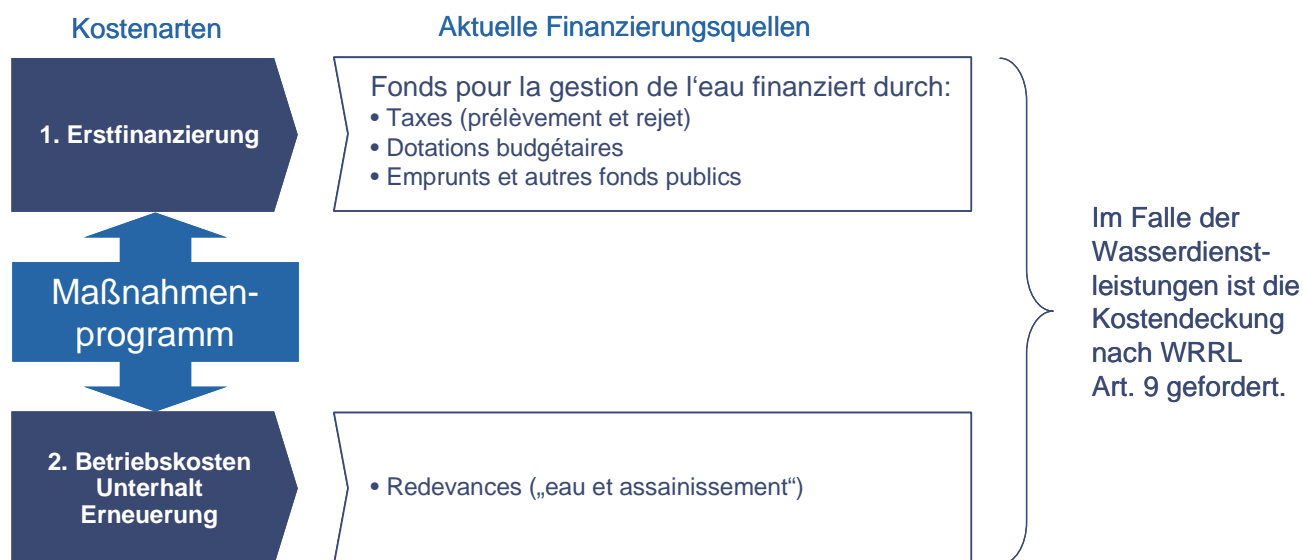 Kostenarten
Aktuelle Finanzierungsquellen
1. Erstfinanzierung
Fonds pour la gestion de l‘eau finanziert durch:
• Taxes (prélèvement et rejet)
• Dotations budgétaires
• Emprunts et autres fonds publics
Maßnahmen-
programm
2. Betriebskosten
Unterhalt
Erneuerung
• Redevances („eau et assainissement“)
Im Falle der
Wasserdienst-
leistungen ist die
Kostendeckung
nach WRRL
Art. 9 gefordert.